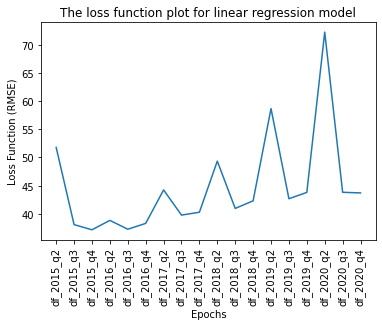 The loss function plot for linear regression model
Loss Function (RMSE)
70
65
60
55
50
45
40
df_2015_q2
df_2015_q3
df_2015_q4
df_2016_q2
df_2016_q3
df_2016_q4
df_2017_q2
df_2017_q3
df_2017_q4
df_2018_q2
df_2018_q3
df_2018_q4
df_2019_q2
df_2019_q3
df_2019_q4
df_2020_q2
df_2020_q3
df_2020_q4
Epochs